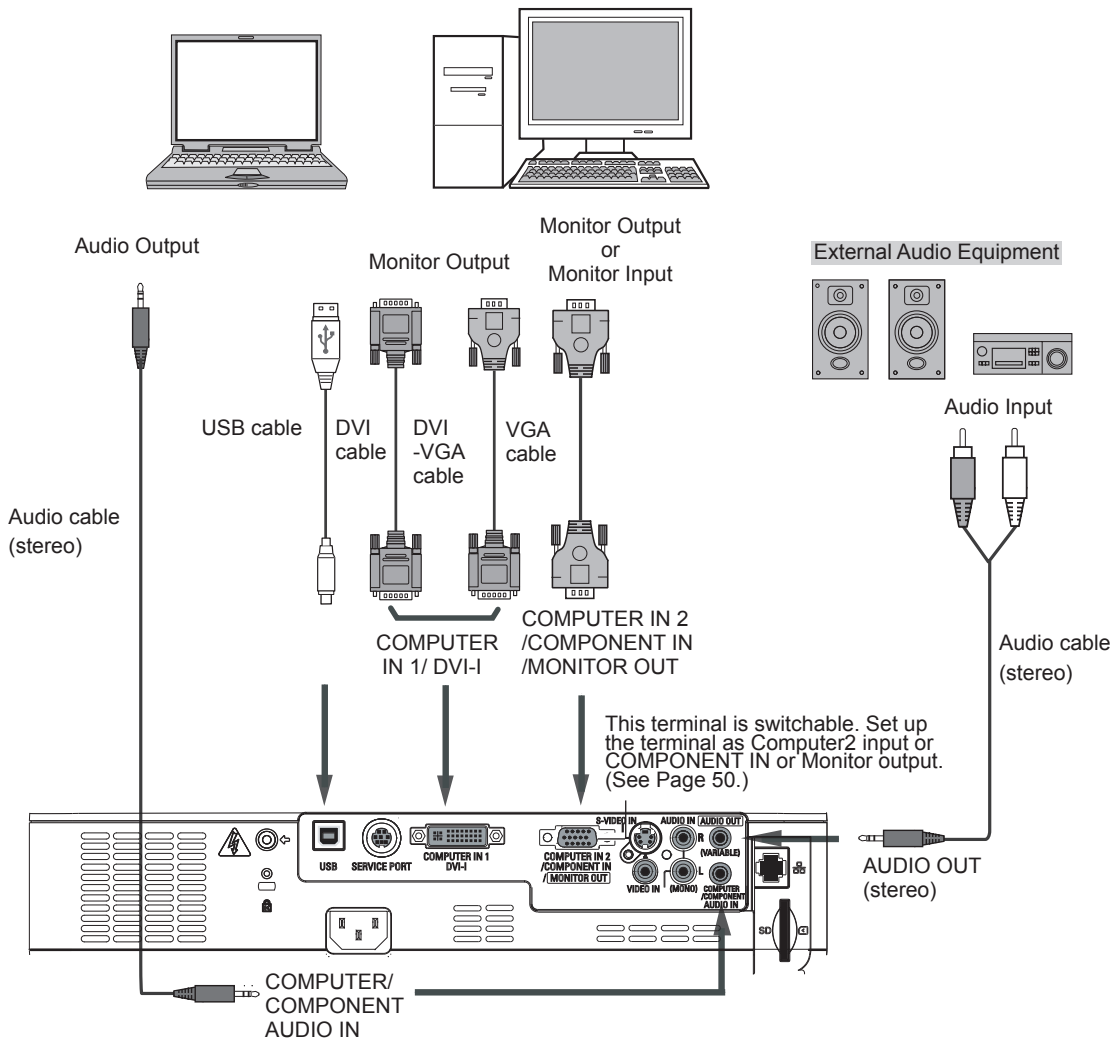 Audio Output
Monitor Output
Monitor Output
or
Monitor Input
External Audio Equipment
Audio Input
USB cable
DVI
cable
DVI
-VGA
cable
VGA
cable
Audio cable
(stereo)
COMPUTER
IN 1/ DVI-I
COMPUTER IN 2
/COMPONENT IN
/MONITOR OUT
Audio cable
(stereo)
This terminal is switchable. Set up
the terminal as Computer2 input or
COMPONENT IN or Monitor output.
(See Page 50.)
USB
SERVICE PORT
COMPUTER IN 1
DVI-I
COMPUTER IN 2
/COMPONENT IN
/ MONITOR OUT
S-VIDEO IN
VIDEO IN
AUDIO IN
R
L
(MONO)
AUDIO OUT
(VARIABLE)
COMPUTER
/COMPONENT
AUDIO IN
SD
AUDIO OUT
(stereo)
COMPUTER/
COMPONENT
AUDIO IN